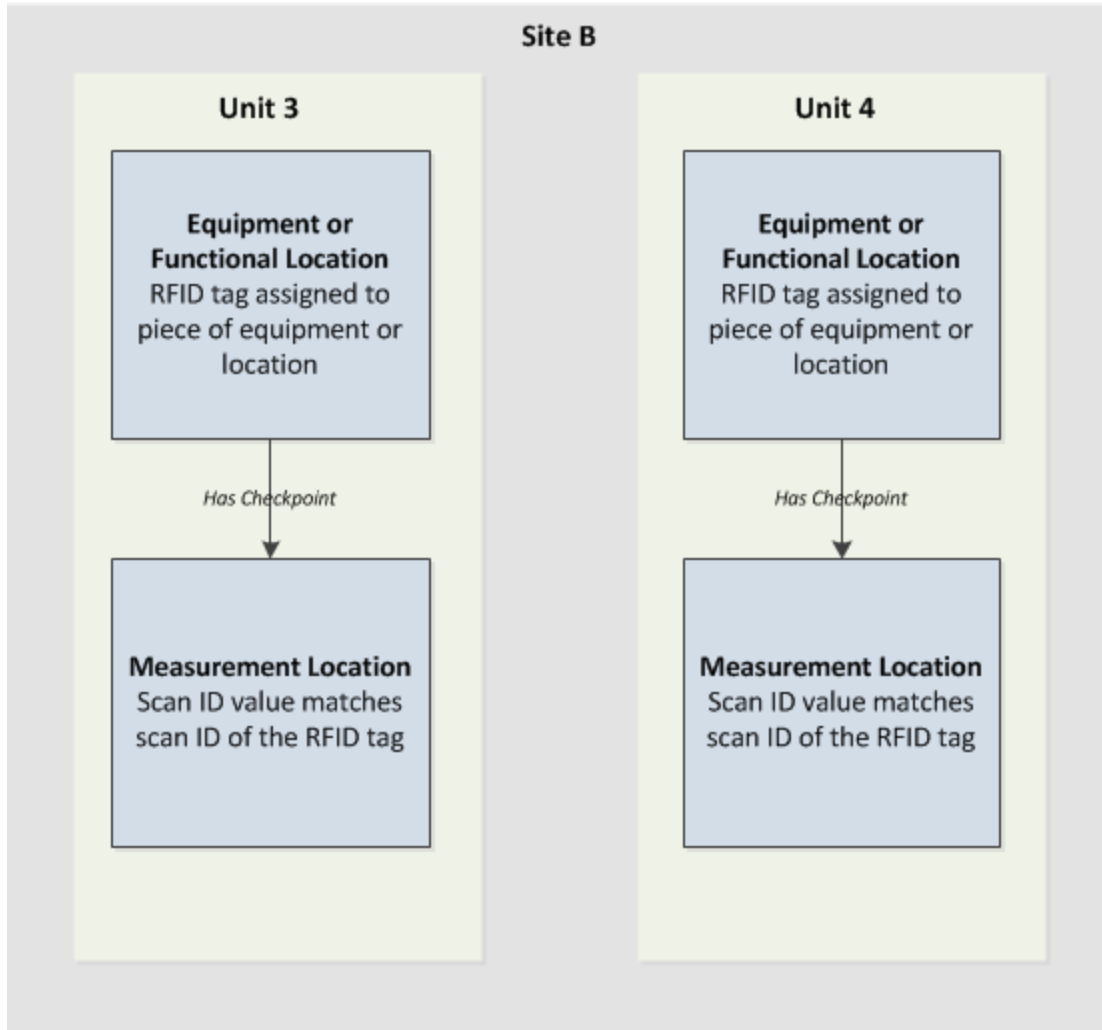 Site B
Unit 3
Equipment or
Functional Location
RFID tag assigned to
piece of equipment or
location
Has Checkpoint
Measurement Location
Scan ID value matches
scan ID of the RFID tag
Unit 4
Equipment or
Functional Location
RFID tag assigned to
piece of equipment or
location
Has Checkpoint
Measurement Location
Scan ID value matches
scan ID of the RFID tag